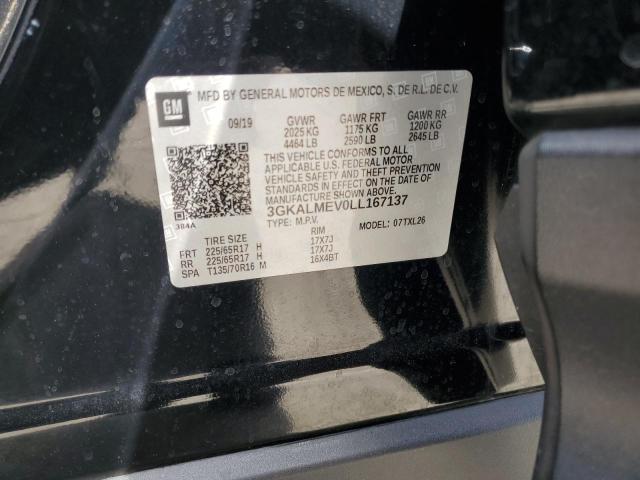 GM
MFD BY GENERAL MOTORS DE MEXICO, S. DE R.L. DE C.V.
09/19 GVWR GAWR FRT GAWR RR
2025 KG 1175 KG 1200 KG
4464 LB 2590 LB 2645 LB
THIS VEHICLE CONFORMS TO ALL
APPLICABLE U.S. FEDERAL MOTOR
VEHICLE SAFETY AND THEFT PREVENTION
STANDARDS IN EFFECT ON THE DATE OF
MANUFACTURE SHOWN ABOVE.
3GKALMEV0LL167137
384A TYPE: M.P.V. MODEL: 07TXL26
TIRE SIZE RIM
FRT 225/65R17 H 17X7J
RR 225/65R17 H 17X7J
SPA T135/70R16 M 16X4BT